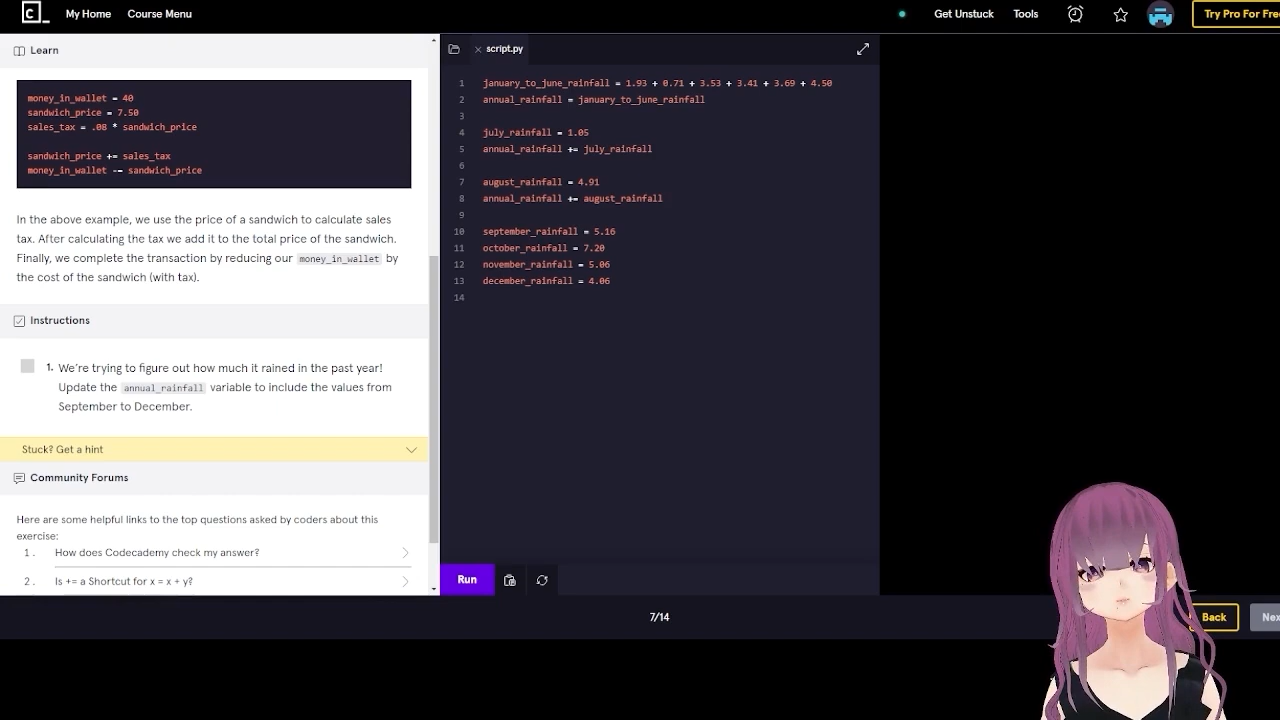 C_
My Home
Course Menu
Get Unstuck
Tools
Try Pro For Free
Learn
money_in_wallet = 40
sandwich_price = 7.50
sales_tax = .08 * sandwich_price
sandwich_price += sales_tax
money_in_wallet -= sandwich_price
In the above example, we use the price of a sandwich to calculate sales
tax. After calculating the tax we add it to the total price of the sandwich.
Finally, we complete the transaction by reducing our money_in_wallet by
the cost of the sandwich (with tax).
Instructions
1. We're trying to figure out how much it rained in the past year!
Update the annual_rainfall variable to include the values from
September to December.
Stuck? Get a hint
Community Forums
Here are some helpful links to the top questions asked by coders about this
exercise:
1. How does Codecademy check my answer?
2. Is += a Shortcut for x = x + y?
script.py
1 january_to_june_rainfall = 1.93 + 0.71 + 3.53 + 3.41 + 3.69 + 4.50
2 annual_rainfall = january_to_june_rainfall
3
4 july_rainfall = 1.05
5 annual_rainfall += july_rainfall
6
7 august_rainfall = 4.91
8 annual_rainfall += august_rainfall
9
10 september_rainfall = 5.16
11 october_rainfall = 7.20
12 november_rainfall = 5.06
13 december_rainfall = 4.06
14
Run
7/14
Back
Nex